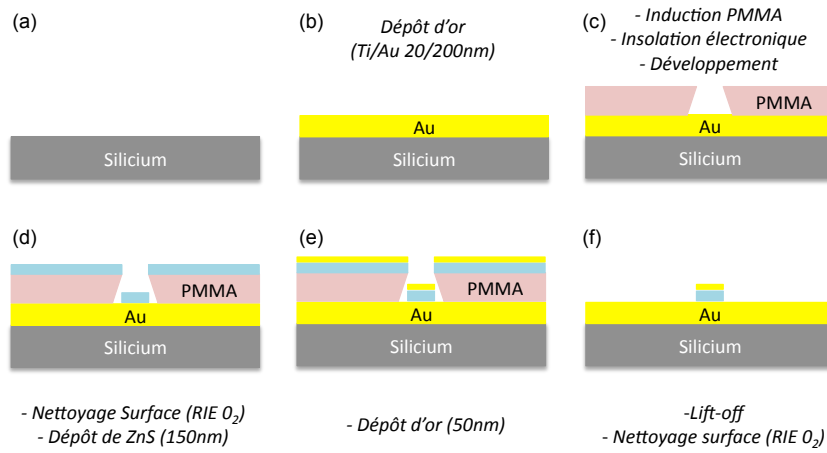 (a)
Silicium
(b)
Dépôt d'or
(Ti/Au 20/200nm)
Au
Silicium
(c)
- Induction PMMA
- Insolation électronique
- Développement
PMMA
Au
Silicium
(d)
PMMA
Au
Silicium
- Nettoyage Surface (RIE 0₂)
- Dépôt de ZnS (150nm)
(e)
PMMA
Au
Silicium
- Dépôt d'or (50nm)
(f)
Au
Silicium
-Lift-off
- Nettoyage surface (RIE 0₂)